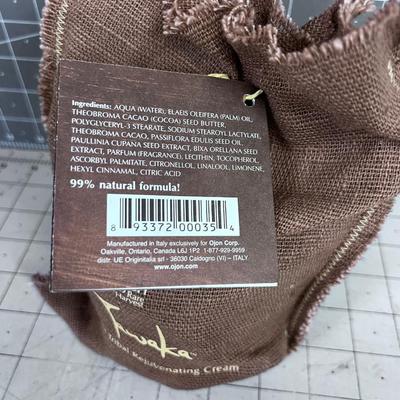 Ingredients: AQUA (WATER), ELAEIS OLEIFERA (PALM) OIL,
THEOBROMA CACAO (COCOA) SEED BUTTER,
POLYGLYCERYL-3 STEARATE, SODIUM STEAROYL LACTYLATE,
THEOBROMA CACAO, PASSIFLORA EDULIS SEED OIL,
PAULLINIA CUPANA SEED EXTRACT, BIXA ORELLANA SEED
EXTRACT, PARFUM (FRAGRANCE), LECITHIN, TOCOPHEROL,
ASCORBYL PALMITATE, CITRONELLOL, LINALOOL, LIMONENE,
HEXYL CINNAMAL, CITRIC ACID
99% natural formula!
8 93372 00035 4
Manufactured in Italy exclusively for Ojon Corp.
Oakville, Ontario, Canada L6J 1P2 1-877-929-9959
distr. UE Originitalia srl - 36030 Caldogno (VI) – ITALY
www.ojon.com
Rare
Harvest
Tawaka™
Tribal Rejuvenating Cream